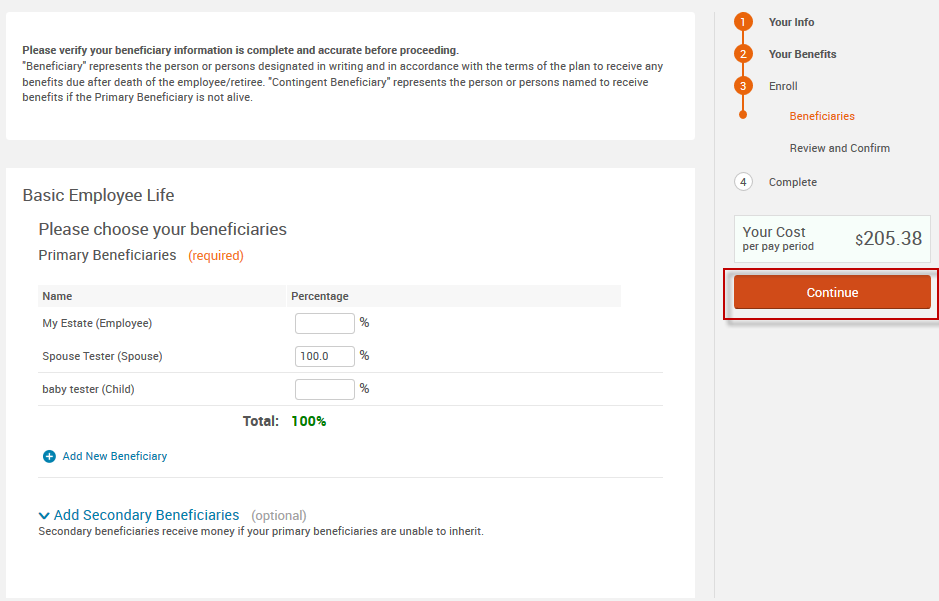 Please verify your beneficiary information is complete and accurate before proceeding.
"Beneficiary" represents the person or persons designated in writing and in accordance with the terms of the plan to receive any
benefits due after death of the employee/retiree. "Contingent Beneficiary" represents the person or persons named to receive
benefits if the Primary Beneficiary is not alive.
Basic Employee Life
Please choose your beneficiaries
Primary Beneficiaries (required)
Name Percentage
My Estate (Employee) %
Spouse Tester (Spouse) 100.0 %
baby tester (Child) %
Total: 100%
Add New Beneficiary
Add Secondary Beneficiaries (optional)
Secondary beneficiaries receive money if your primary beneficiaries are unable to inherit.
1 Your Info
2 Your Benefits
3 Enroll
Beneficiaries
Review and Confirm
4 Complete
Your Cost
per pay period
$205.38
Continue